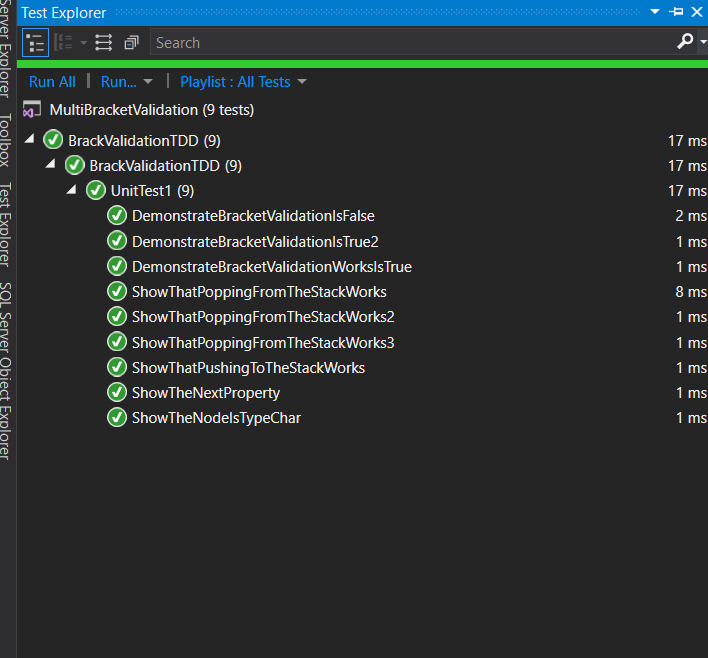 Test Explorer
Search
Run All | Run... | Playlist : All Tests
MultiBracketValidation (9 tests)
BrackValidationTDD (9) 17 ms
BrackValidationTDD (9) 17 ms
UnitTest1 (9) 17 ms
DemonstrateBracketValidationIsFalse 2 ms
DemonstrateBracketValidationIsTrue2 1 ms
DemonstrateBracketValidationWorksIsTrue 1 ms
ShowThatPoppingFromTheStackWorks 8 ms
ShowThatPoppingFromTheStackWorks2 1 ms
ShowThatPoppingFromTheStackWorks3 1 ms
ShowThatPushingToTheStackWorks 1 ms
ShowTheNextProperty 1 ms
ShowTheNodeIsTypeChar 1 ms
Server Explorer
Toolbox
Test Explorer
SQL Server Object Explorer